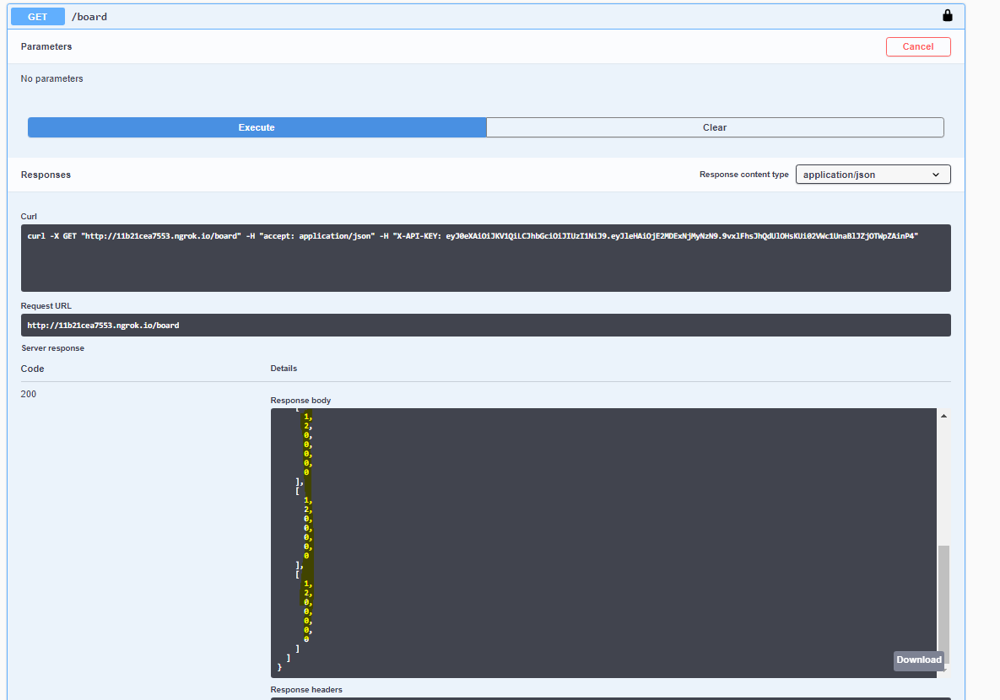 GET /board
Parameters
Cancel
No parameters
Execute
Clear
Responses
Response content type
application/json
Curl
curl -X GET "http://11b21cea7553.ngrok.io/board" -H "accept: application/json" -H "X-API-KEY: eyJ0eXAiOiJKV1QiLCJhbGciOiJIUzI1NiJ9.eyJleHAiOjE2MDExNjMyNzN9.9vxlFhsJhQdUlOHsKUi02VWc1UnaBlJZjOTWpZAinP4"
Request URL
http://11b21cea7553.ngrok.io/board
Server response
Code
Details
200
Response body
[
1,
2,
0,
0,
0,
0,
0
],
[
1,
2,
0,
0,
0,
0,
0
],
[
1,
2,
0,
0,
0,
0,
0
]
]
}
Download
Response headers